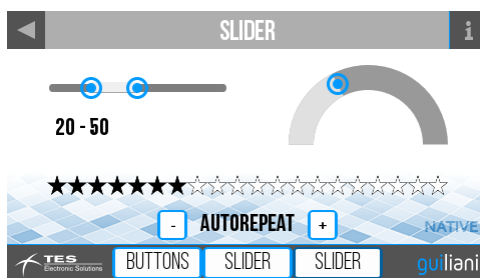 SLIDER
i
20 - 50
- AUTOREPEAT +
NATIVE
TES
Electronic Solutions
BUTTONS
SLIDER
SLIDER
guiliani